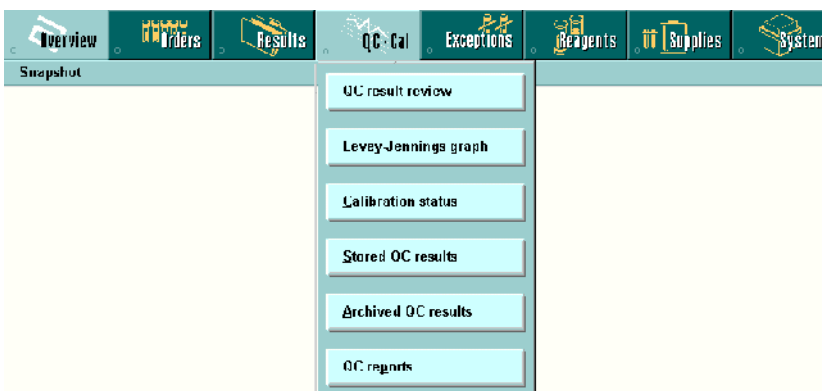 Overview Orders Results QC - Cal Exceptions Reagents Supplies System
Snapshot
QC result review
Levey-Jennings graph
Calibration status
Stored QC results
Archived QC results
QC reports